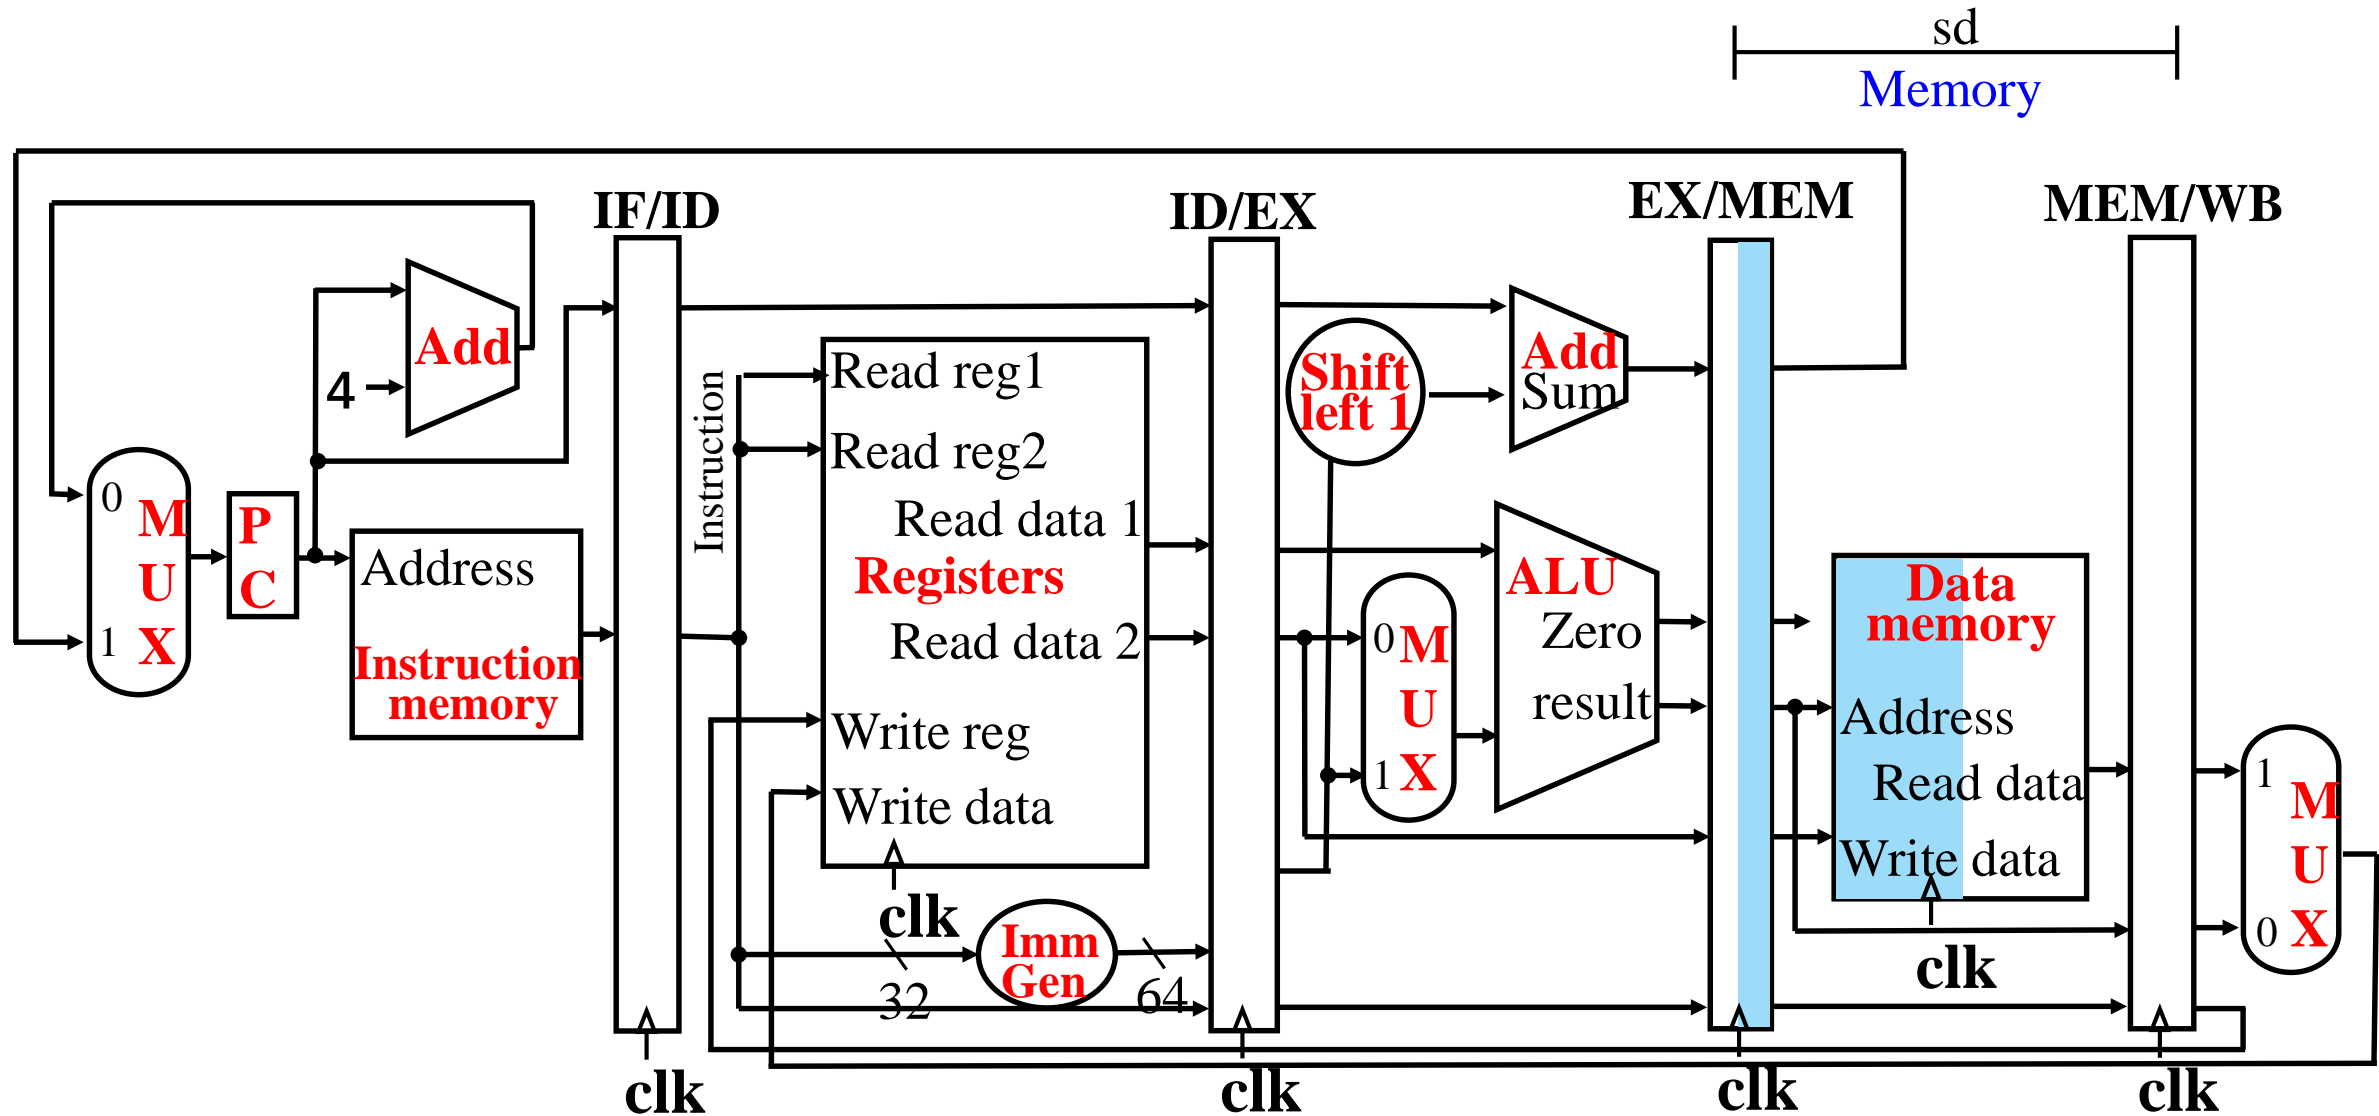 sd
Memory
IF/ID
ID/EX
EX/MEM
MEM/WB
Add
4
0
M
U
X
1
P
C
Address
Instruction
memory
Instruction
Read reg1
Read reg2
Read data 1
Registers
Read data 2
Write reg
Write data
clk
Imm
Gen
32
64
Shift
left 1
Add
Sum
0
M
U
X
1
ALU
Zero
result
Data
memory
Address
Read data
Write data
clk
1
M
U
X
0
clk
clk
clk
clk